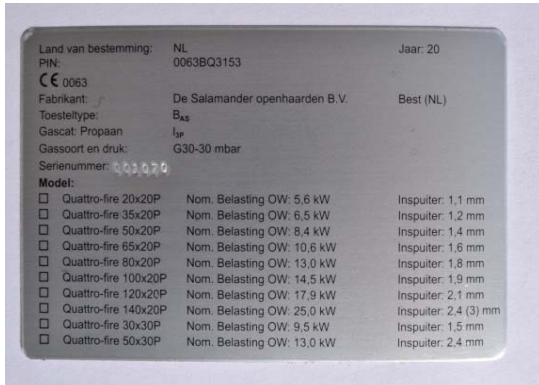 Land van bestemming: NL Jaar: 20
PIN: 0063BQ3153
CE 0063
Fabrikant: De Salamander openhaarden B.V. Best (NL)
Toesteltype: BAS
Gascat: Propaan I3P
Gassoort en druk: G30-30 mbar
Serienummer:
Model:
☐ Quattro-fire 20x20P Nom. Belasting OW: 5,6 kW Inspuiter: 1,1 mm
☐ Quattro-fire 35x20P Nom. Belasting OW: 6,5 kW Inspuiter: 1,2 mm
☐ Quattro-fire 50x20P Nom. Belasting OW: 8,4 kW Inspuiter: 1,4 mm
☐ Quattro-fire 65x20P Nom. Belasting OW: 10,6 kW Inspuiter: 1,6 mm
☐ Quattro-fire 80x20P Nom. Belasting OW: 13,0 kW Inspuiter: 1,8 mm
☐ Quattro-fire 100x20P Nom. Belasting OW: 14,5 kW Inspuiter: 1,9 mm
☐ Quattro-fire 120x20P Nom. Belasting OW: 17,9 kW Inspuiter: 2,1 mm
☐ Quattro-fire 140x20P Nom. Belasting OW: 25,0 kW Inspuiter: 2,4 (3) mm
☐ Quattro-fire 30x30P Nom. Belasting OW: 9,5 kW Inspuiter: 1,5 mm
☐ Quattro-fire 50x30P Nom. Belasting OW: 13,0 kW Inspuiter: 2,4 mm